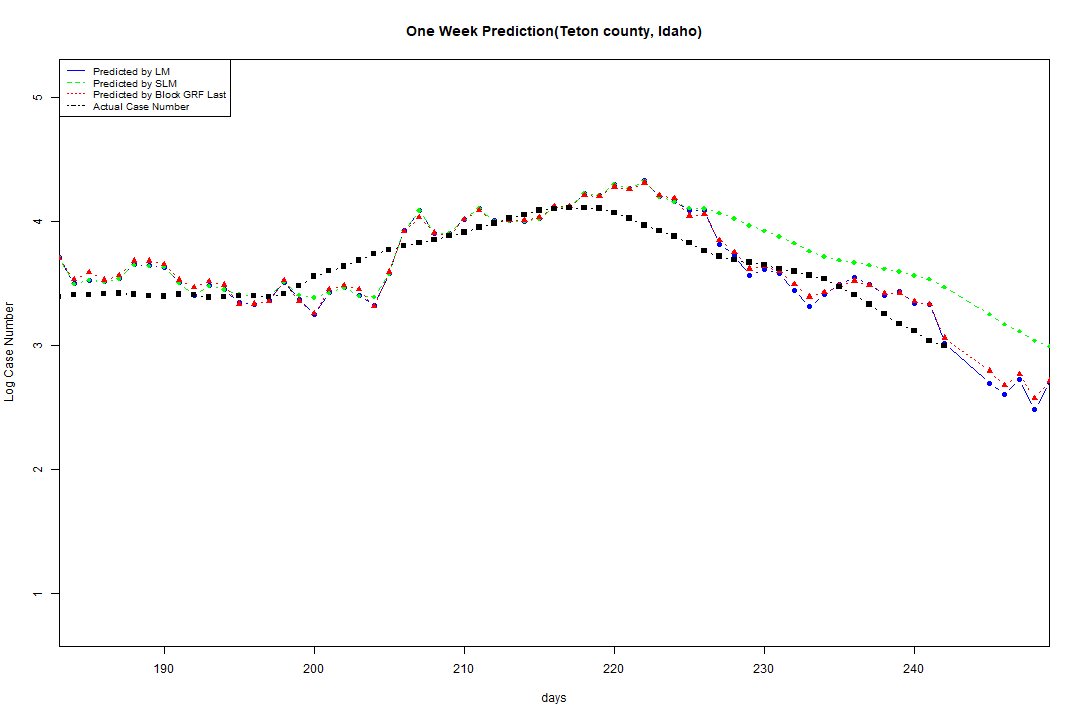 One Week Prediction(Teton county, Idaho)
Predicted by LM
Predicted by SLM
Predicted by Block GRF Last
Actual Case Number
5
4
3
2
1
Log Case Number
190 200 210 220 230 240
days